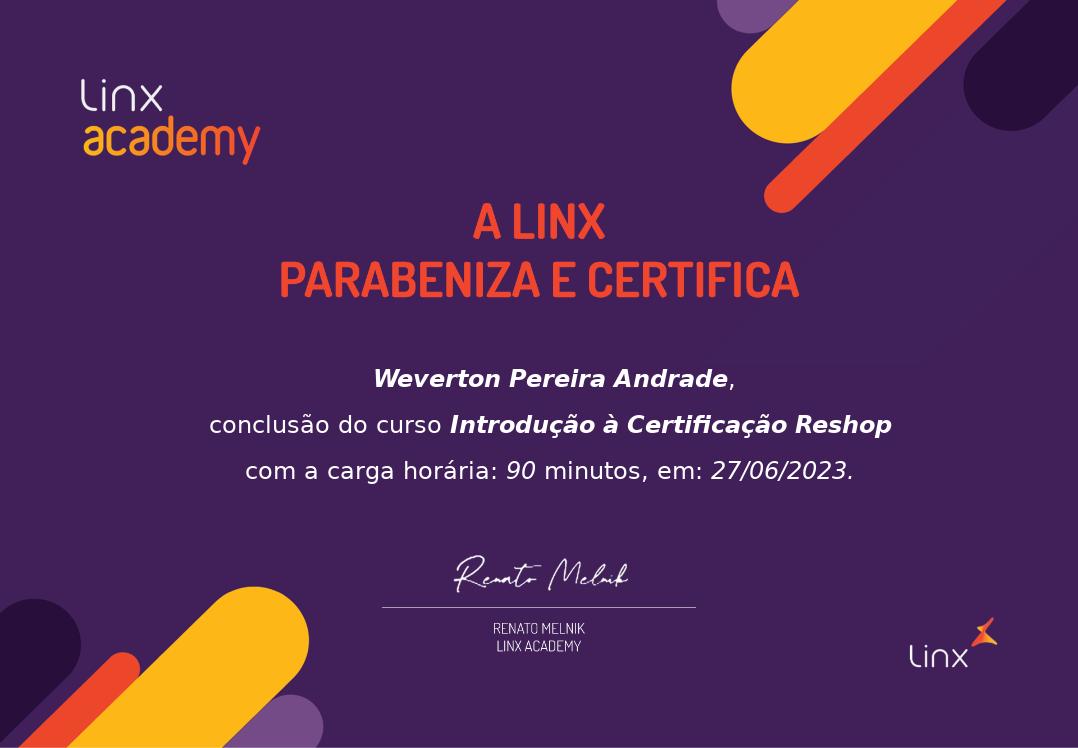 linx
academy
A LINX
PARABENIZA E CERTIFICA
Weverton Pereira Andrade,
conclusão do curso Introdução à Certificação Reshop
com a carga horária: 90 minutos, em: 27/06/2023.
Renato Melnik
RENATO MELNIK
LINX ACADEMY
linx